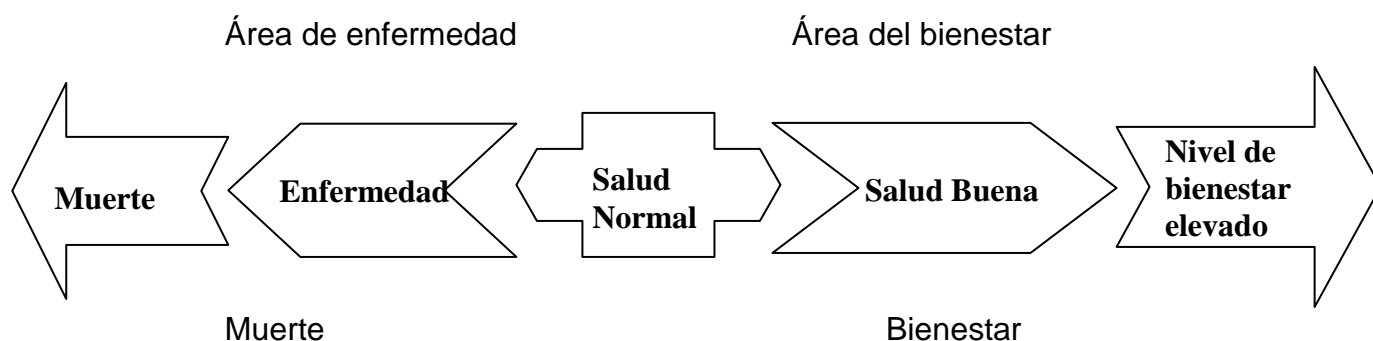 Área de enfermedad
Área del bienestar
Muerte
Enfermedad
Salud
Normal
Salud Buena
Nivel de
bienestar
elevado
Muerte
Bienestar